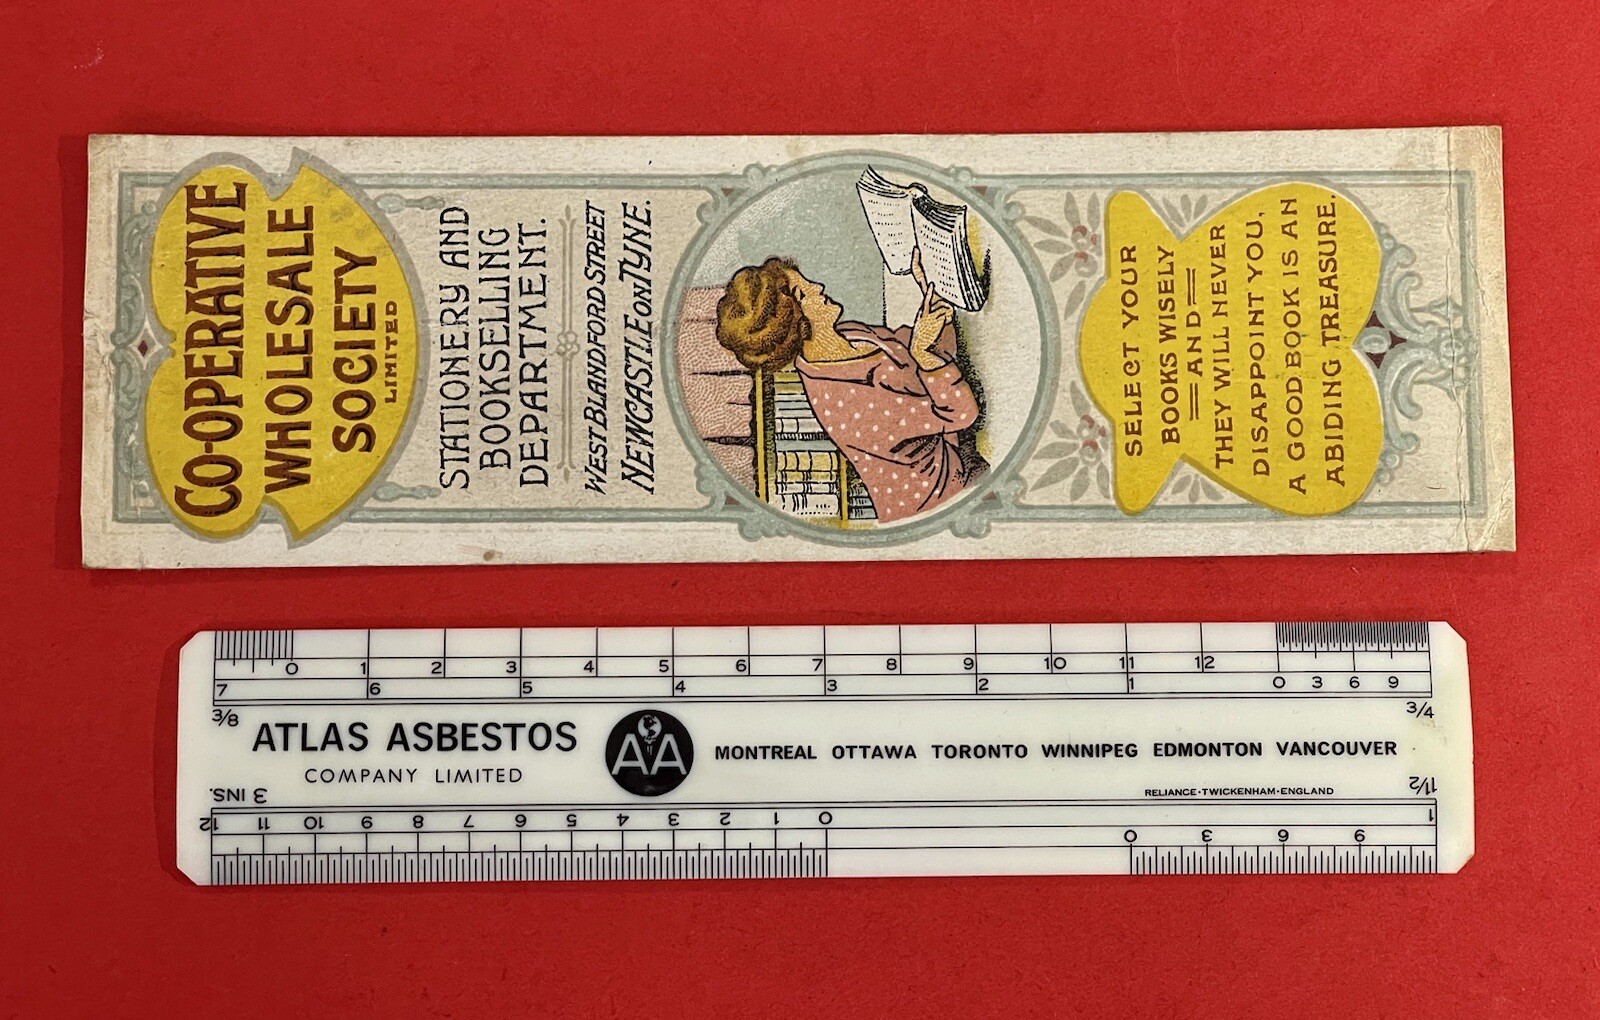 CO-OPERATIVE
WHOLESALE
SOCIETY
LIMITED
STATIONERY AND
BOOKSELLING
DEPARTMENT.
WEST BLANDFORD STREET
NEWCASTLE ON TYNE.
SELECT YOUR
BOOKS WISELY
AND
THEY WILL NEVER
DISAPPOINT YOU,
A GOOD BOOK IS AN
ABIDING TREASURE.
0 1 2 3 4 5 6 7 8 9 10 11 12
7 6 5 4 3 2 1 0 3 6 9
3/8 3/4
ATLAS ASBESTOS
COMPANY LIMITED
AA
MONTREAL OTTAWA TORONTO WINNIPEG EDMONTON VANCOUVER
RELIANCE·TWICKENHAM·ENGLAND
1½ 3 INS.
1 9 6 3 0 0 1 2 3 4 5 6 7 8 9 10 11 12